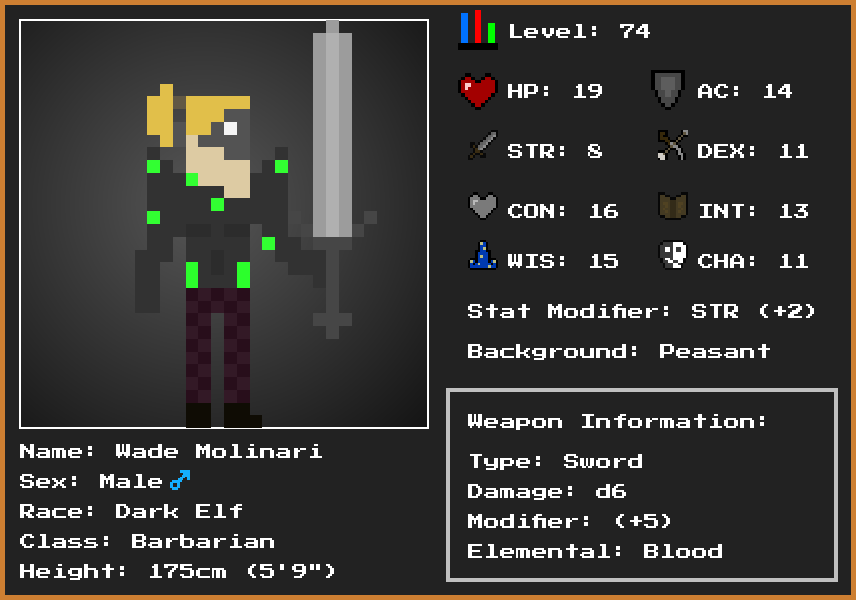 Level: 74
HP: 19 AC: 14
STR: 8 DEX: 11
CON: 16 INT: 13
WIS: 15 CHA: 11
Stat Modifier: STR (+2)
Background: Peasant
Weapon Information:
Type: Sword
Damage: d6
Modifier: (+5)
Elemental: Blood
Name: Wade Molinari
Sex: Male♂
Race: Dark Elf
Class: Barbarian
Height: 175cm (5'9")